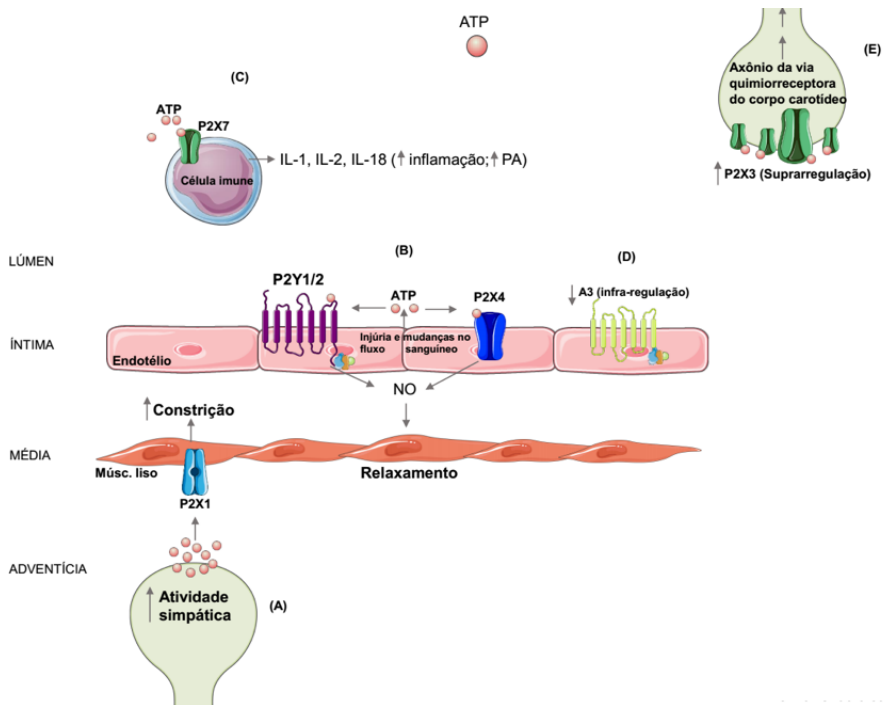 ATP
(E)
Axônio da via
quimiorreceptora
do corpo carotídeo
↑ P2X3 (Suprarregulação)
(C)
ATP
P2X7
Célula imune
IL-1, IL-2, IL-18 (↑ inflamação;↑ PA)
LÚMEN
(B)
(D)
P2Y1/2
ATP
P2X4
↓ A3 (infra-regulação)
ÍNTIMA
Endotélio
Injúria e mudanças no
fluxo sanguíneo
NO
↑ Constrição
MÉDIA
Músc. liso
Relaxamento
P2X1
ADVENTÍCIA
↑ Atividade
simpática
(A)